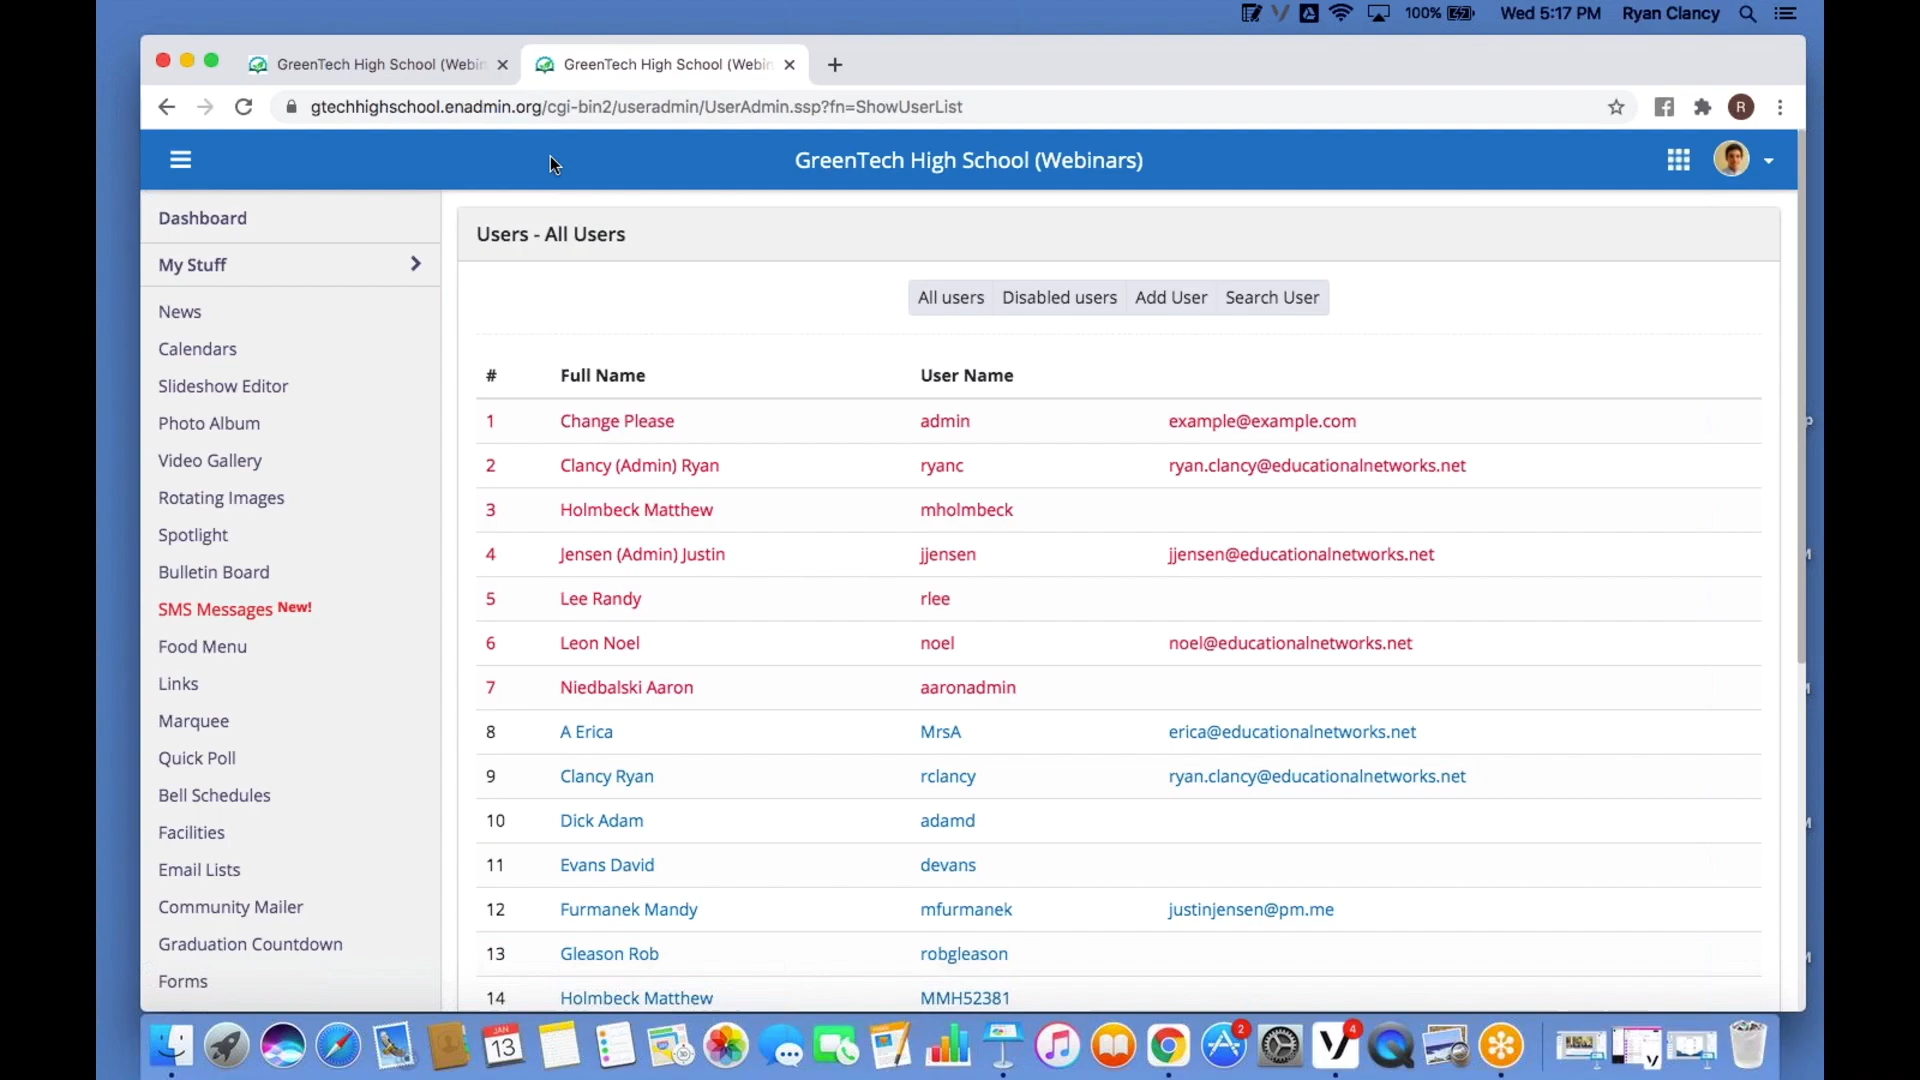 100%
Wed 5:17 PM
Ryan Clancy
GreenTech High School (Webin
GreenTech High School (Webin
gtechhighschool.enadmin.org/cgi-bin2/useradmin/UserAdmin.ssp?fn=ShowUserList
R
GreenTech High School (Webinars)
Dashboard
My Stuff
News
Calendars
Slideshow Editor
Photo Album
Video Gallery
Rotating Images
Spotlight
Bulletin Board
SMS Messages New!
Food Menu
Links
Marquee
Quick Poll
Bell Schedules
Facilities
Email Lists
Community Mailer
Graduation Countdown
Forms
Users - All Users
All users Disabled users Add User Search User
# Full Name User Name
1 Change Please admin example@example.com
2 Clancy (Admin) Ryan ryanc ryan.clancy@educationalnetworks.net
3 Holmbeck Matthew mholmbeck
4 Jensen (Admin) Justin jjensen jjensen@educationalnetworks.net
5 Lee Randy rlee
6 Leon Noel noel noel@educationalnetworks.net
7 Niedbalski Aaron aaronadmin
8 A Erica MrsA erica@educationalnetworks.net
9 Clancy Ryan rclancy ryan.clancy@educationalnetworks.net
10 Dick Adam adamd
11 Evans David devans
12 Furmanek Mandy mfurmanek justinjensen@pm.me
13 Gleason Rob robgleason
14 Holmbeck Matthew MMH52381
JAN
13
2
4